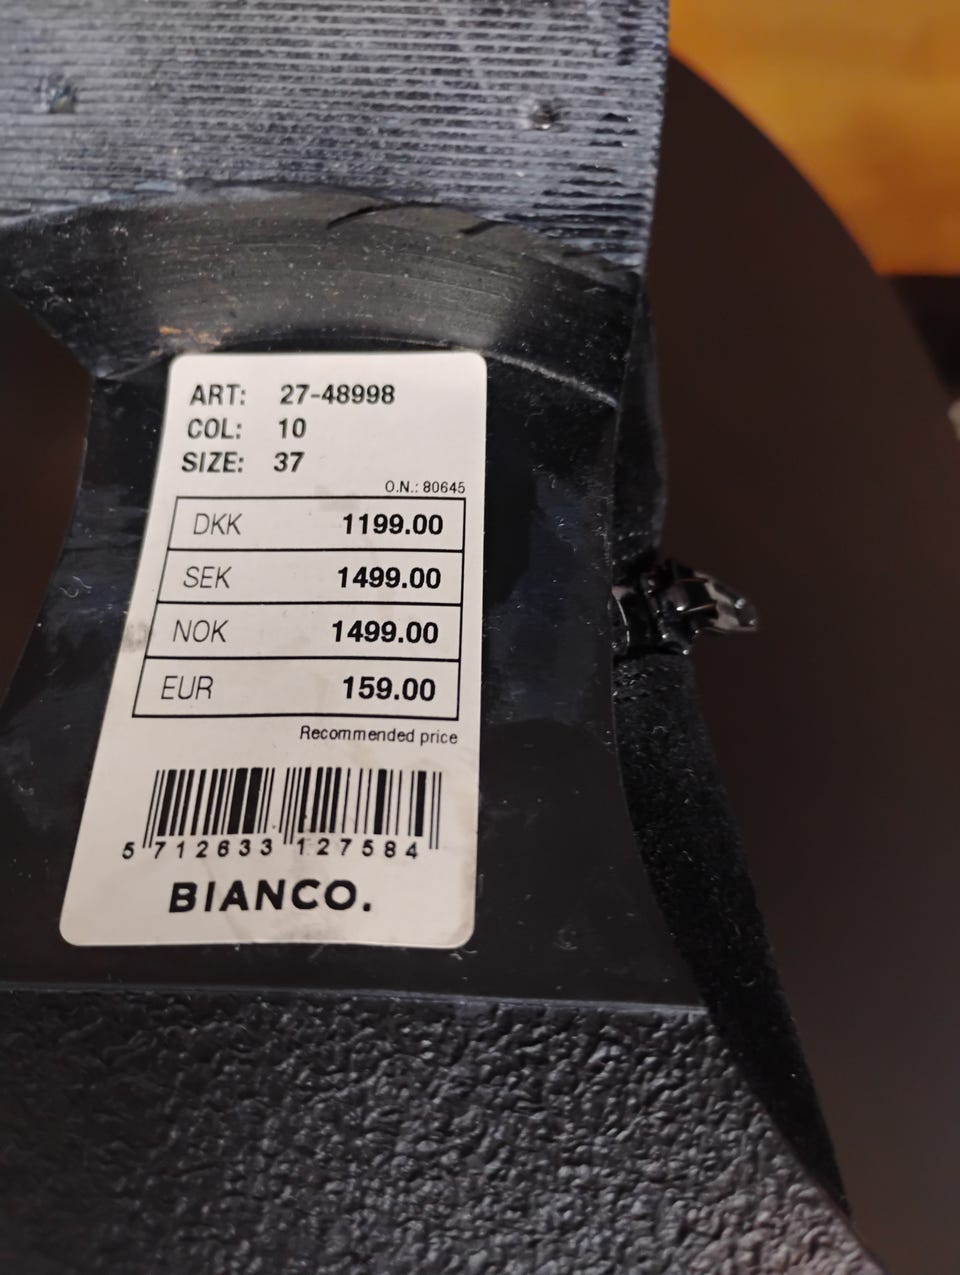 ART: 27-48998
COL: 10
SIZE: 37
O.N.: 80645
DKK 1199.00
SEK 1499.00
NOK 1499.00
EUR 159.00
Recommended price
5 712633 127584
BIANCO.